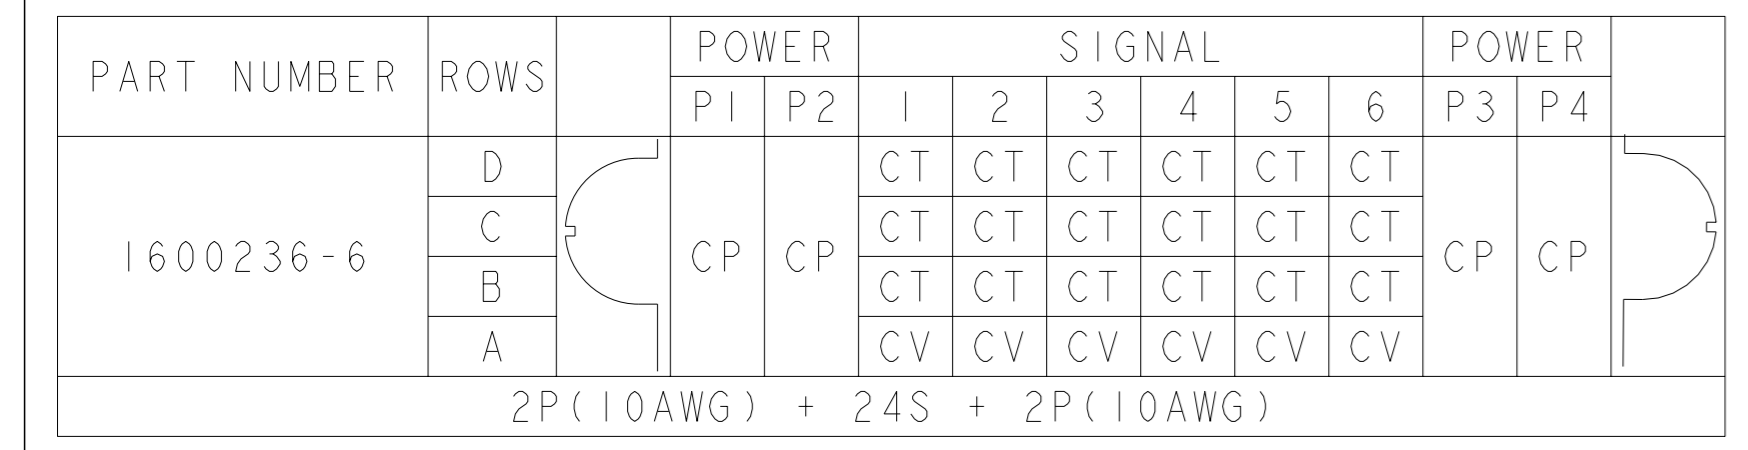 PART NUMBER ROWS POWER SIGNAL POWER
P1 P2 1 2 3 4 5 6 P3 P4
D CT CT CT CT CT CT
C CT CT CT CT CT CT
1600236-6 CP CP CP CP
B CT CT CT CT CT CT
A CV CV CV CV CV CV
2P(10AWG) + 24S + 2P(10AWG)